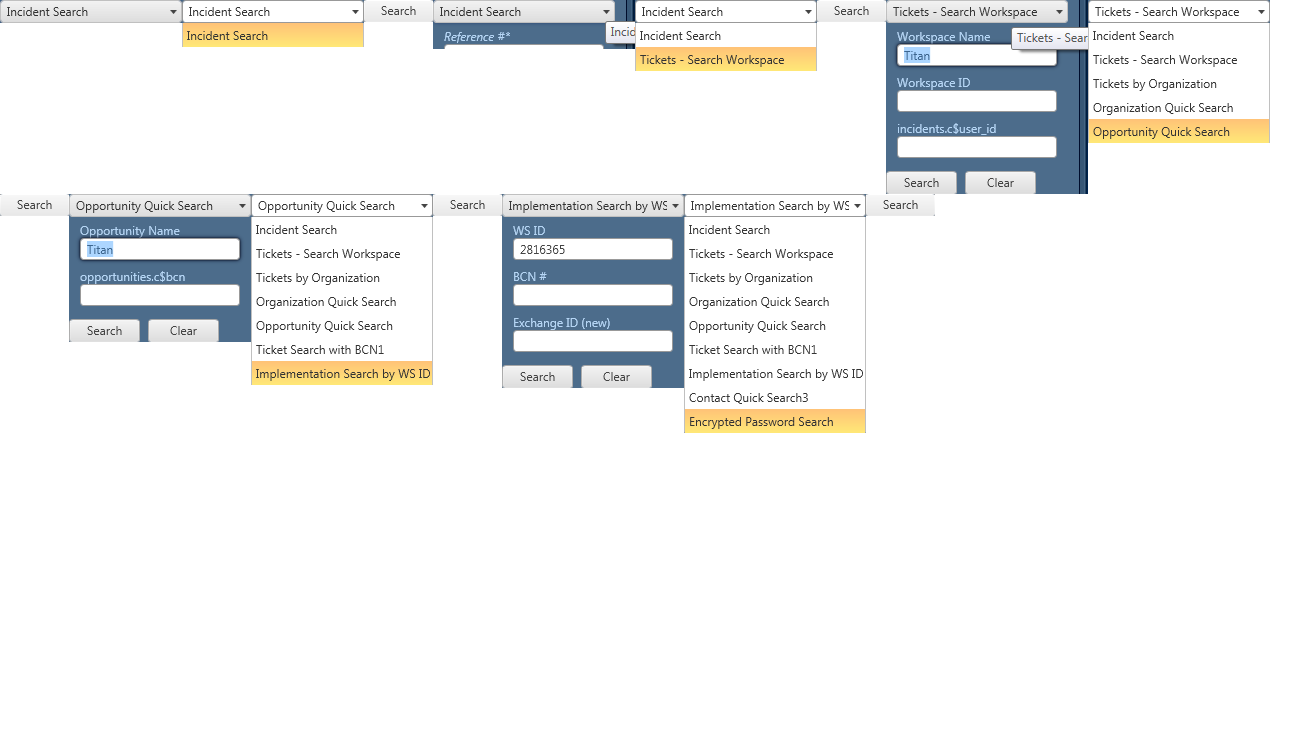 Incident Search
Incident Search
Incident Search
Search
Incident Search
Reference #*
Incid
Incident Search
Incident Search
Tickets - Search Workspace
Search
Tickets - Search Workspace
Workspace Name
Tickets - Sear
Titan
Workspace ID
incidents.c$user_id
Search
Clear
Tickets - Search Workspace
Incident Search
Tickets - Search Workspace
Tickets by Organization
Organization Quick Search
Opportunity Quick Search
Search
Opportunity Quick Search
Opportunity Name
Titan
opportunities.c$bcn
Search
Clear
Opportunity Quick Search
Incident Search
Tickets - Search Workspace
Tickets by Organization
Organization Quick Search
Opportunity Quick Search
Ticket Search with BCN1
Implementation Search by WS ID
Search
Implementation Search by WS
WS ID
2816365
BCN #
Exchange ID (new)
Search
Clear
Implementation Search by WS
Incident Search
Tickets - Search Workspace
Tickets by Organization
Organization Quick Search
Opportunity Quick Search
Ticket Search with BCN1
Implementation Search by WS ID
Contact Quick Search3
Encrypted Password Search
Search